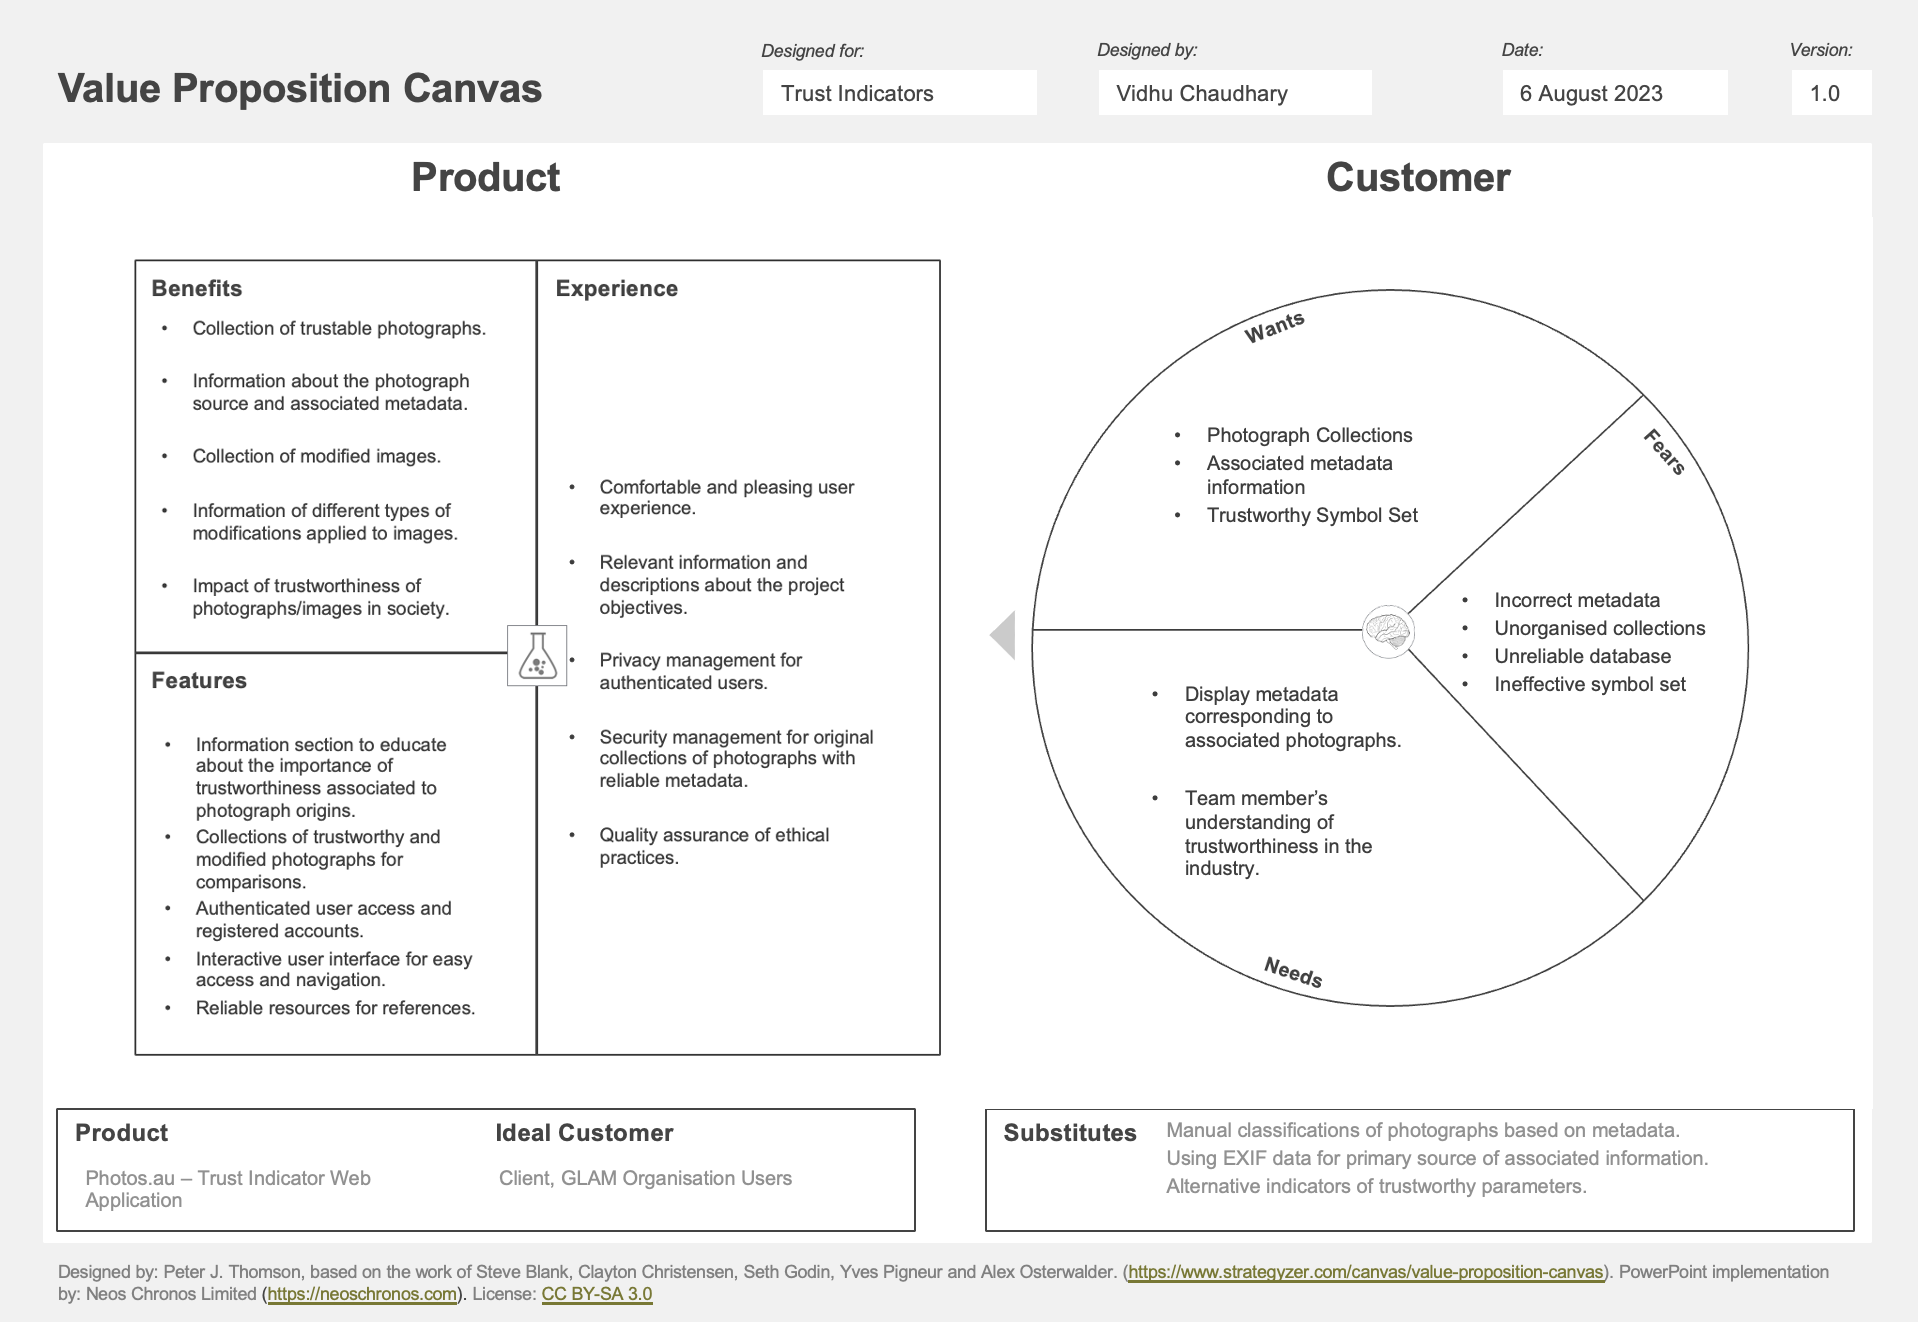 Value Proposition Canvas
Designed for:
Trust Indicators
Designed by:
Vidhu Chaudhary
Date:
6 August 2023
Version:
1.0
Product
Benefits
• Collection of trustable photographs.
• Information about the photograph
source and associated metadata.
• Collection of modified images.
• Information of different types of
modifications applied to images.
• Impact of trustworthiness of
photographs/images in society.
Features
• Information section to educate
about the importance of
trustworthiness associated to
photograph origins.
• Collections of trustworthy and
modified photographs for
comparisons.
• Authenticated user access and
registered accounts.
• Interactive user interface for easy
access and navigation.
• Reliable resources for references.
Experience
• Comfortable and pleasing user
experience.
• Relevant information and
descriptions about the project
objectives.
• Privacy management for
authenticated users.
• Security management for original
collections of photographs with
reliable metadata.
• Quality assurance of ethical
practices.
Customer
Wants
• Photograph Collections
• Associated metadata
information
• Trustworthy Symbol Set
Fears
• Incorrect metadata
• Unorganised collections
• Unreliable database
• Ineffective symbol set
• Display metadata
corresponding to
associated photographs.
• Team member’s
understanding of
trustworthiness in the
industry.
Needs
Product
Photos.au – Trust Indicator Web
Application
Ideal Customer
Client, GLAM Organisation Users
Substitutes
Manual classifications of photographs based on metadata.
Using EXIF data for primary source of associated information.
Alternative indicators of trustworthy parameters.
Designed by: Peter J. Thomson, based on the work of Steve Blank, Clayton Christensen, Seth Godin, Yves Pigneur and Alex Osterwalder. (https://www.strategyzer.com/canvas/value-proposition-canvas). PowerPoint implementation
by: Neos Chronos Limited (https://neoschronos.com). License: CC BY-SA 3.0